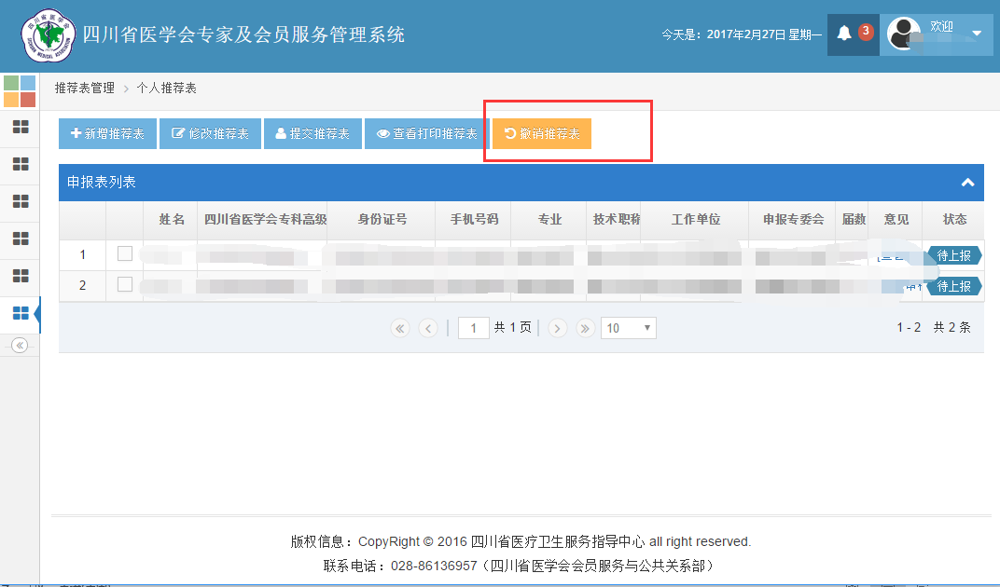 四川省医学会专家及会员服务管理系统
今天是：2017年2月27日 星期一
3
欢迎
推荐表管理 > 个人推荐表
新增推荐表 修改推荐表 提交推荐表 查看打印推荐表 撤销推荐表
申报表列表
姓名 四川省医学会专科高级 身份证号 手机号码 专业 技术职称 工作单位 申报专委会 届数 意见 状态
1 待上报
2 待上报
1 共 1 页 10 1 - 2 共 2 条
版权信息：CopyRight © 2016 四川省医疗卫生服务指导中心 all right reserved.
联系电话：028-86136957（四川省医学会会员服务与公共关系部）